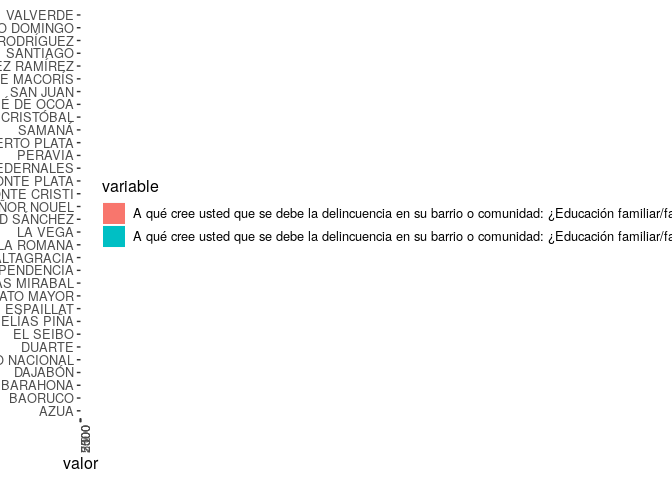 VALVERDE
O DOMINGO
RODRÍGUEZ
SANTIAGO
EZ RAMÍREZ
E MACORÍS
SAN JUAN
É DE OCOA
CRISTÓBAL
SAMANÁ
ERTO PLATA
PERAVIA
EDERNALES
ONTE PLATA
ONTE CRISTI
ÑOR NOUEL
D SÁNCHEZ
LA VEGA
LA ROMANA
ALTAGRACIA
PENDENCIA
AS MIRABAL
ATO MAYOR
ESPAILLAT
ELÍAS PIÑA
EL SEIBO
DUARTE
O NACIONAL
DAJABÓN
BARAHONA
BAORUCO
AZUA
valor
variable
A qué cree usted que se debe la delincuencia en su barrio o comunidad: ¿Educación familiar/fa
A qué cree usted que se debe la delincuencia en su barrio o comunidad: ¿Educación familiar/fa